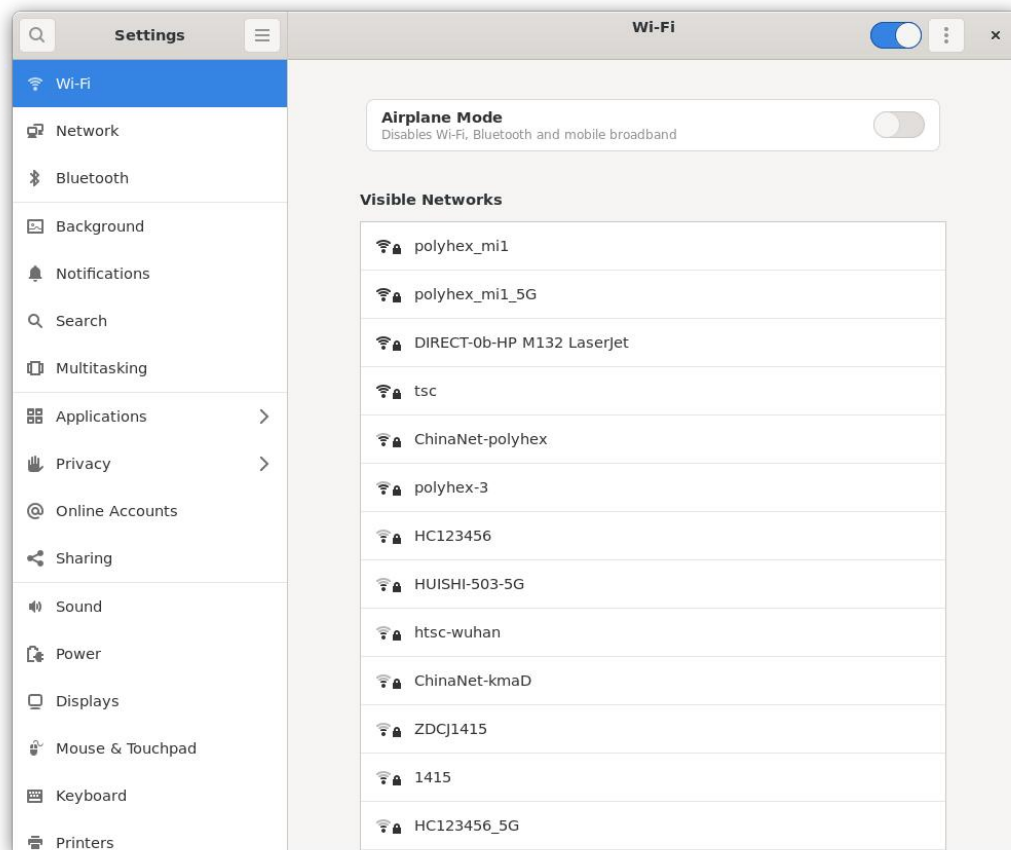 Settings
Wi-Fi
Network
Bluetooth
Background
Notifications
Search
Multitasking
Applications
Privacy
Online Accounts
Sharing
Sound
Power
Displays
Mouse & Touchpad
Keyboard
Printers
Wi-Fi
Airplane Mode
Disables Wi-Fi, Bluetooth and mobile broadband
Visible Networks
polyhex_mi1
polyhex_mi1_5G
DIRECT-0b-HP M132 LaserJet
tsc
ChinaNet-polyhex
polyhex-3
HC123456
HUISHI-503-5G
htsc-wuhan
ChinaNet-kmaD
ZDCJ1415
1415
HC123456_5G